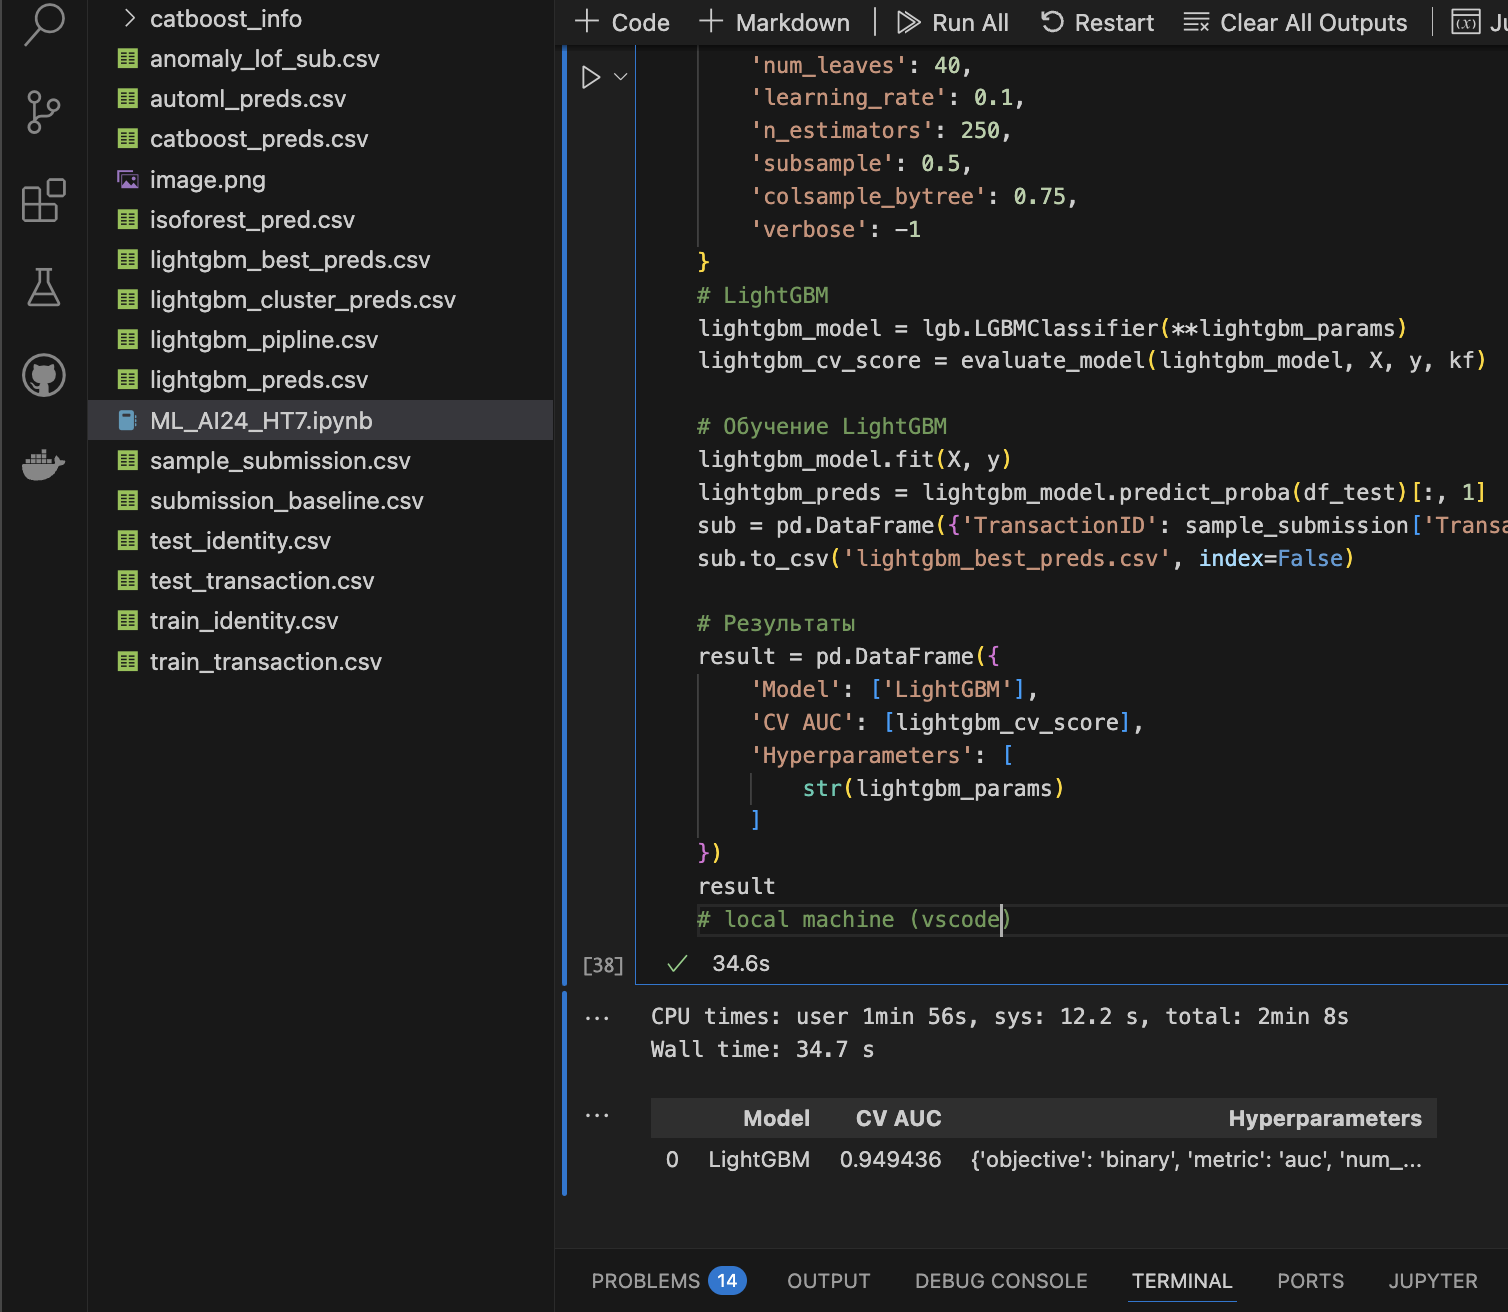 catboost_info
anomaly_lof_sub.csv
automl_preds.csv
catboost_preds.csv
image.png
isoforest_pred.csv
lightgbm_best_preds.csv
lightgbm_cluster_preds.csv
lightgbm_pipline.csv
lightgbm_preds.csv
ML_AI24_HT7.ipynb
sample_submission.csv
submission_baseline.csv
test_identity.csv
test_transaction.csv
train_identity.csv
train_transaction.csv
+ Code + Markdown | Run All Restart Clear All Outputs | (x) Ju
'num_leaves': 40,
'learning_rate': 0.1,
'n_estimators': 250,
'subsample': 0.5,
'colsample_bytree': 0.75,
'verbose': -1
}
# LightGBM
lightgbm_model = lgb.LGBMClassifier(**lightgbm_params)
lightgbm_cv_score = evaluate_model(lightgbm_model, X, y, kf)
# Обучение LightGBM
lightgbm_model.fit(X, y)
lightgbm_preds = lightgbm_model.predict_proba(df_test)[:, 1]
sub = pd.DataFrame({'TransactionID': sample_submission['Transa
sub.to_csv('lightgbm_best_preds.csv', index=False)
# Результаты
result = pd.DataFrame({
'Model': ['LightGBM'],
'CV AUC': [lightgbm_cv_score],
'Hyperparameters': [
str(lightgbm_params)
]
})
result
# local machine (vscode)
[38] 34.6s
CPU times: user 1min 56s, sys: 12.2 s, total: 2min 8s
Wall time: 34.7 s
Model CV AUC Hyperparameters
0 LightGBM 0.949436 {'objective': 'binary', 'metric': 'auc', 'num_...
PROBLEMS 14 OUTPUT DEBUG CONSOLE TERMINAL PORTS JUPYTER